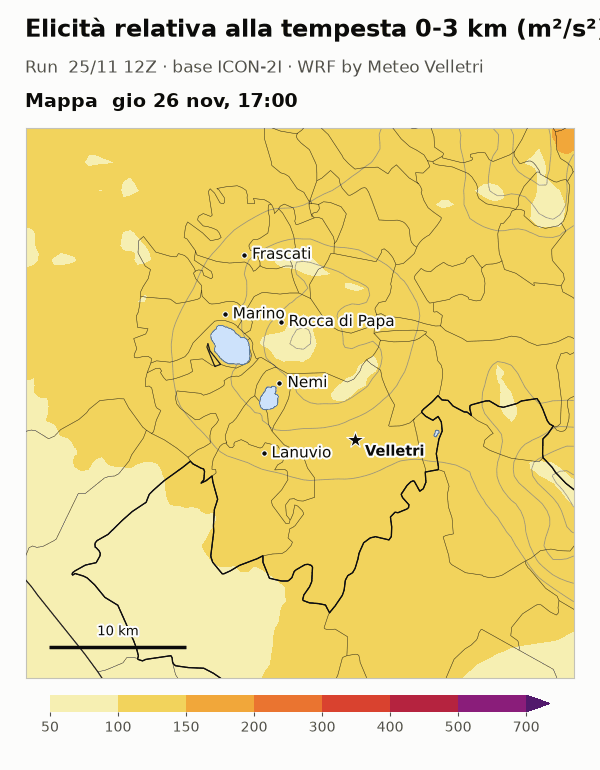 Elicità relativa alla tempesta 0-3 km (m²/s²)
Run  25/11 12Z · base ICON-2I · WRF by Meteo Velletri
Mappa  gio 26 nov, 17:00
Frascati
Marino
Rocca di Papa
Nemi
Velletri
Lanuvio
10 km
50 100 150 200 300 400 500 700